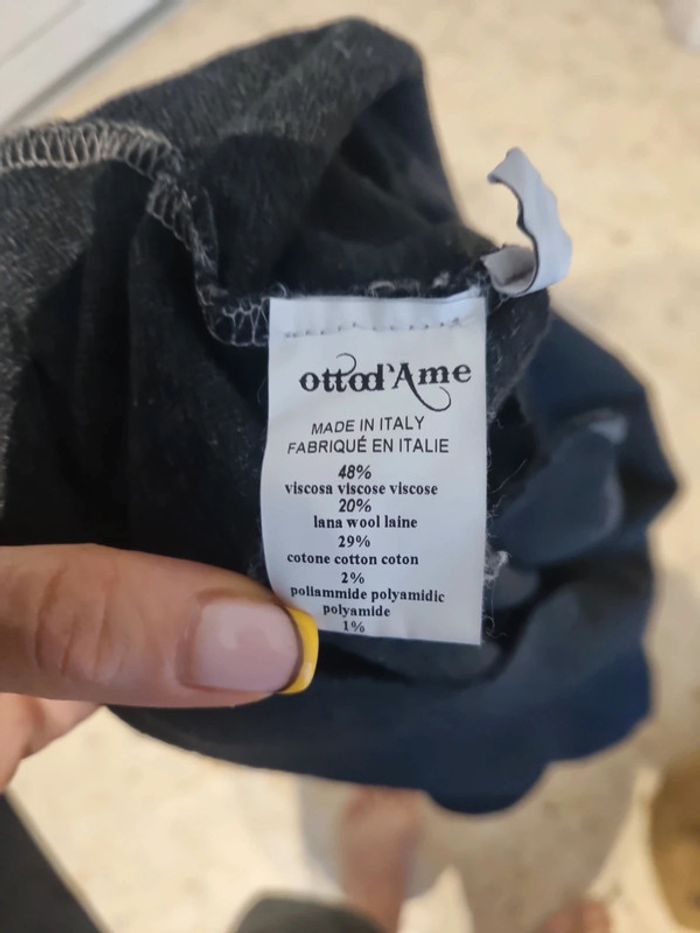 ottod'Ame
MADE IN ITALY
FABRIQUÉ EN ITALIE
48%
viscosa viscose viscose
20%
lana wool laine
29%
cotone cotton coton
2%
poliammide polyamidic
polyamide
1%